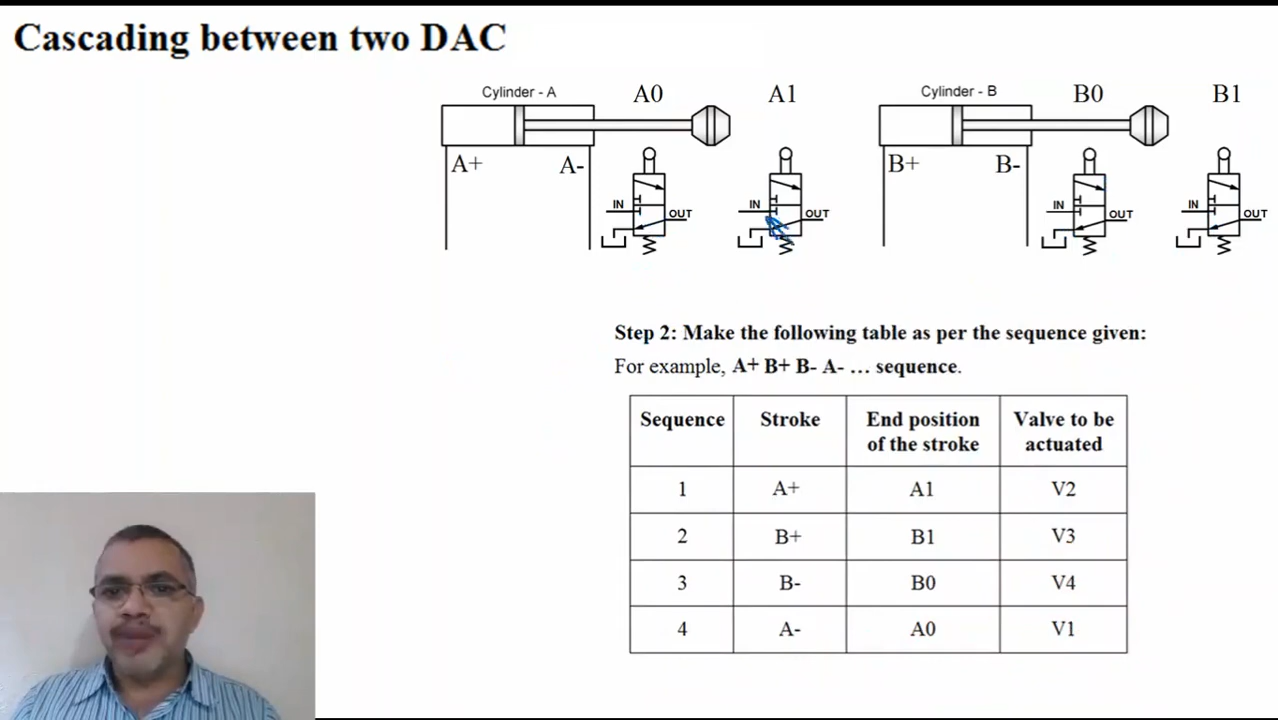 Cascading between two DAC
Cylinder - A A0 A1 Cylinder - B B0 B1
A+ A- B+ B-
IN OUT IN OUT IN OUT IN OUT
Step 2: Make the following table as per the sequence given:
For example, A+ B+ B- A- … sequence.
Sequence Stroke End position of the stroke Valve to be actuated
1 A+ A1 V2
2 B+ B1 V3
3 B- B0 V4
4 A- A0 V1